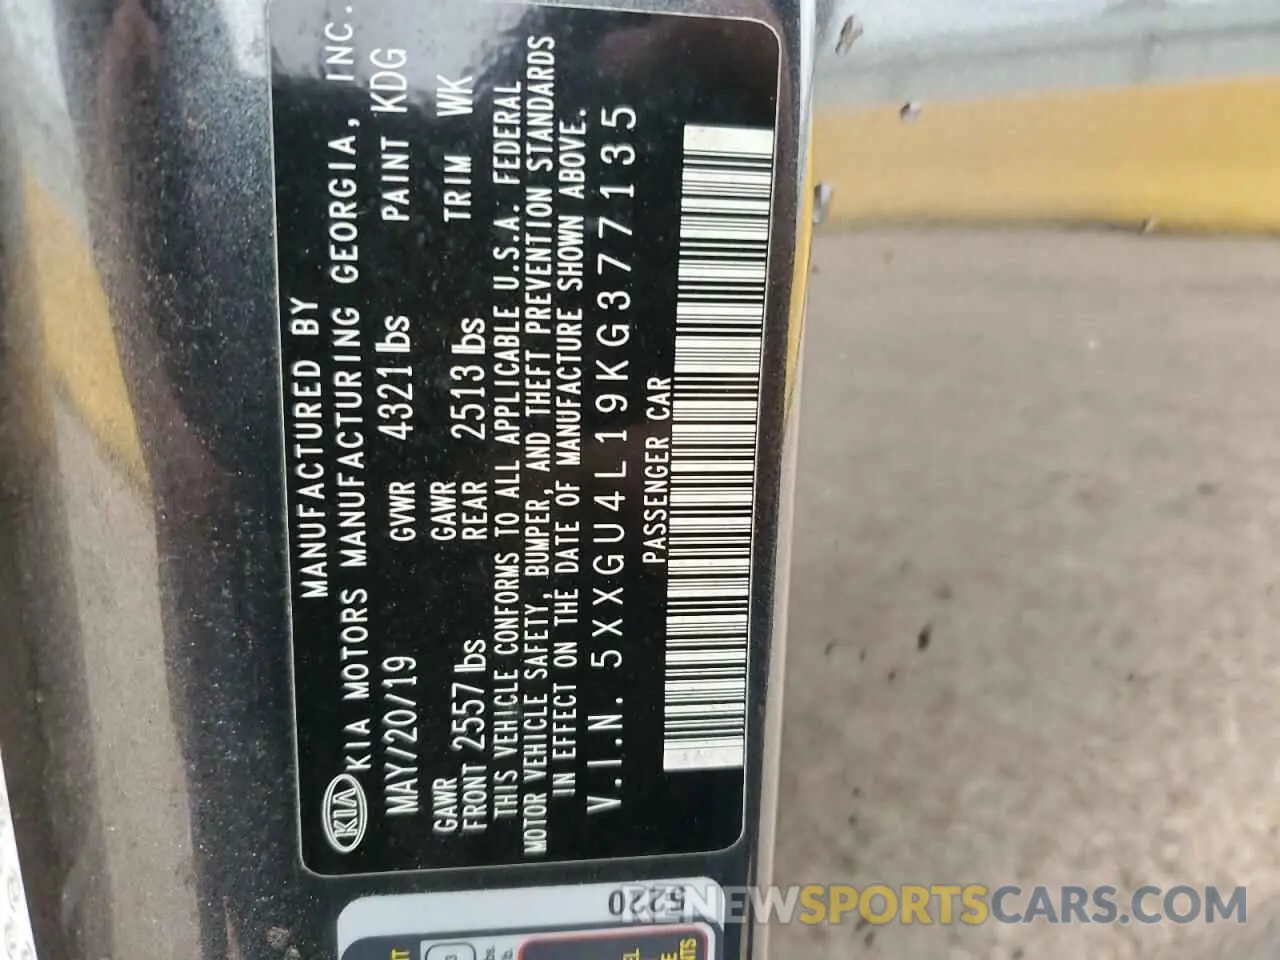 MANUFACTURED BY
KIA KIA MOTORS MANUFACTURING GEORGIA, INC.
MAY/20/19 GVWR 4321 lbs PAINT KDG
GAWR FRONT 2557 lbs GAWR REAR 2513 lbs TRIM WK
THIS VEHICLE CONFORMS TO ALL APPLICABLE U.S.A. FEDERAL
MOTOR VEHICLE SAFETY, BUMPER, AND THEFT PREVENTION STANDARDS
IN EFFECT ON THE DATE OF MANUFACTURE SHOWN ABOVE.
V.I.N. 5XXGU4L19KG377135
PASSENGER CAR
5220
RENEWSPORTSCARS.COM